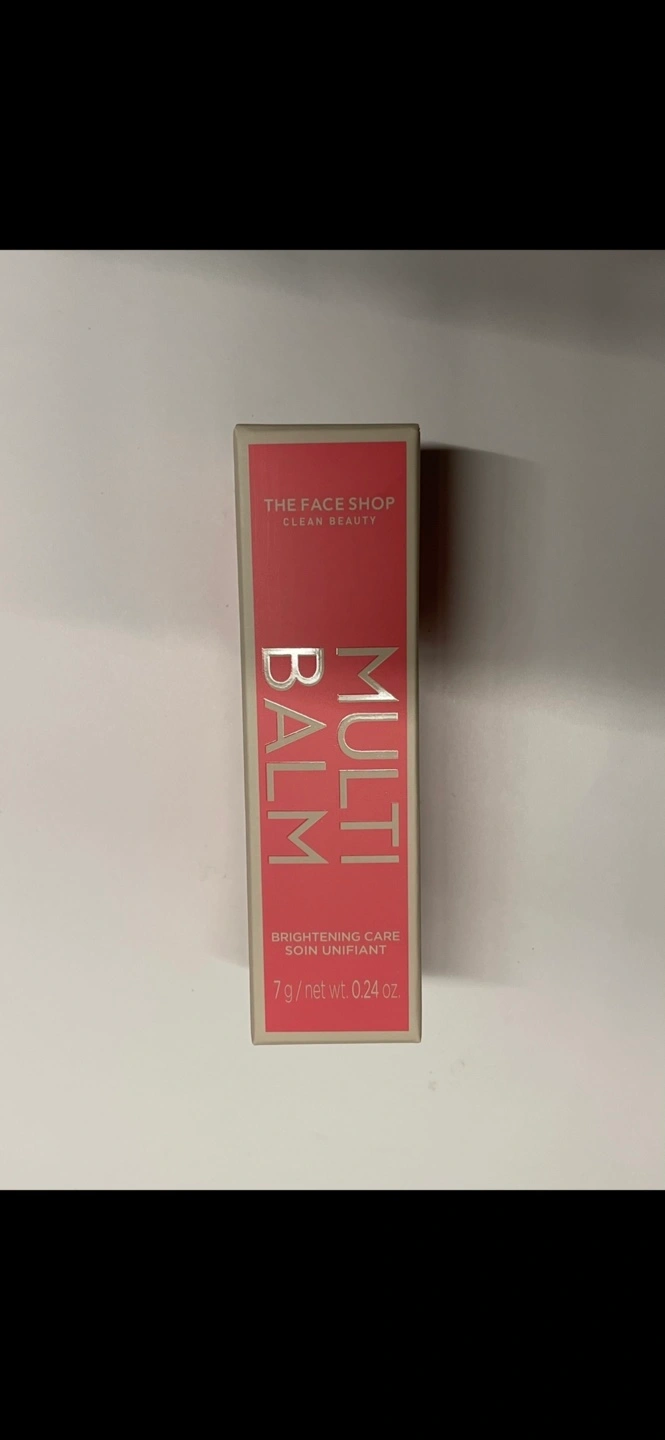 THE FACE SHOP
CLEAN BEAUTY
MULTI
BALM
BRIGHTENING CARE
SOIN UNIFIANT
7 g / net wt. 0.24 oz.